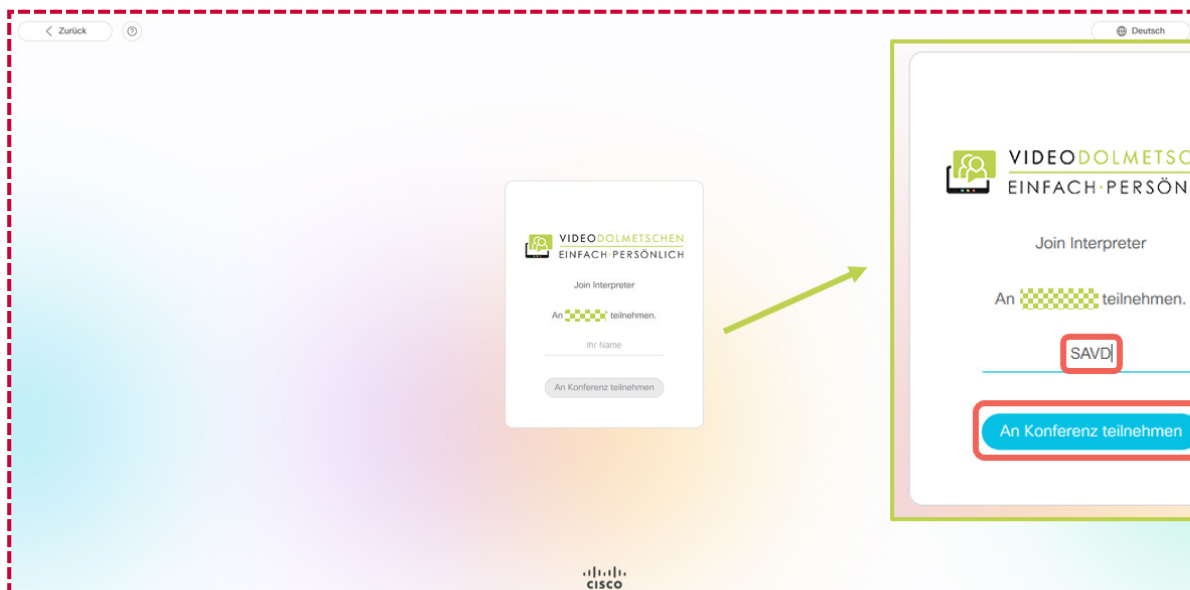 Zurück
Deutsch
VIDEODOLMETSCHEN
EINFACH·PERSÖNLICH
Join Interpreter
An teilnehmen.
Ihr Name
An Konferenz teilnehmen
VIDEODOLMETSC
EINFACH·PERSÖN
Join Interpreter
An teilnehmen.
SAVD
An Konferenz teilnehmen
CISCO